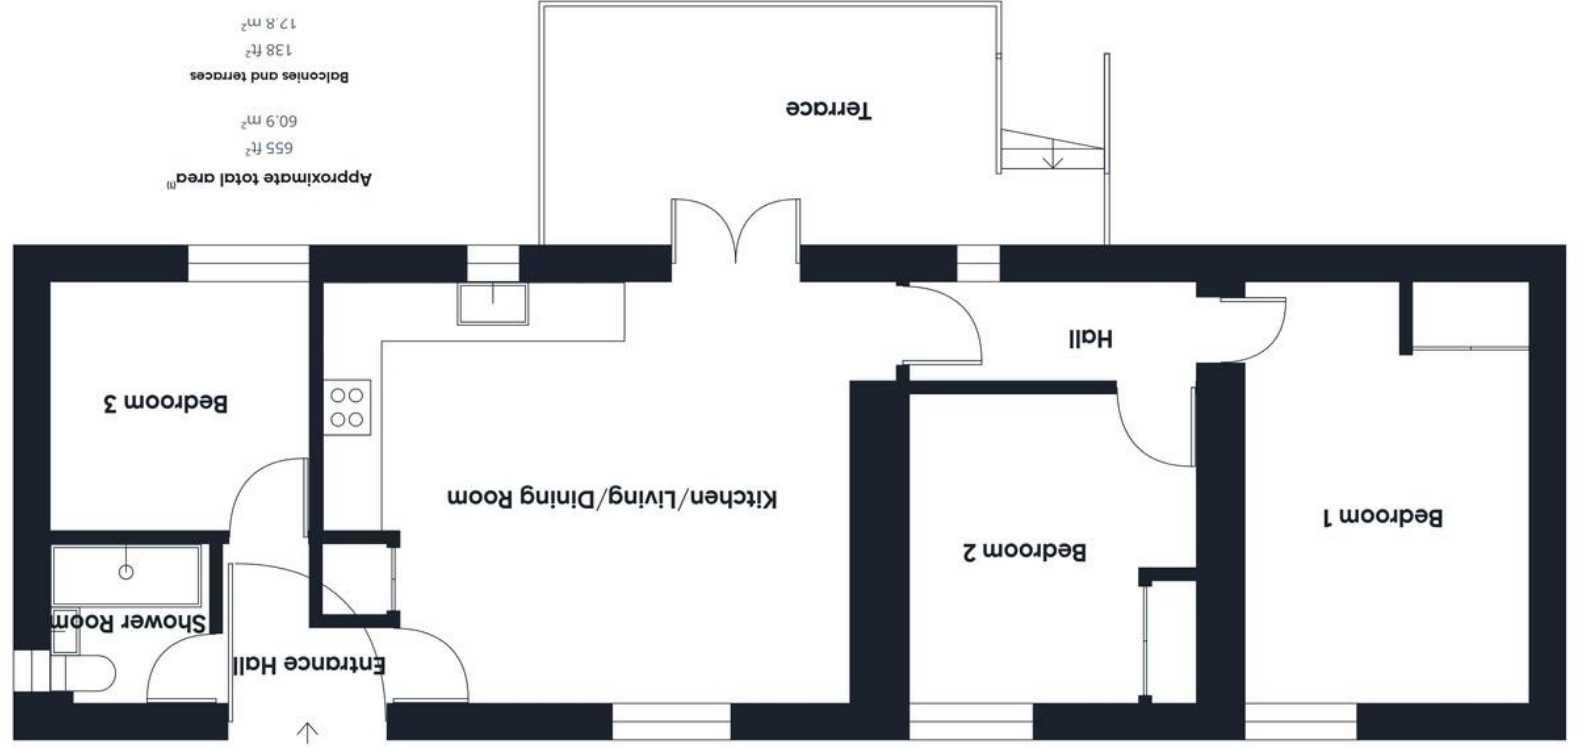 Entrance Hall
Shower Room
Bedroom 2
Bedroom 1
Kitchen/Living/Dining Room
Bedroom 3
Hall
Terrace
Approximate total area⁽¹⁾
655 ft²
60.9 m²
Balconies and terraces
138 ft²
12.8 m²